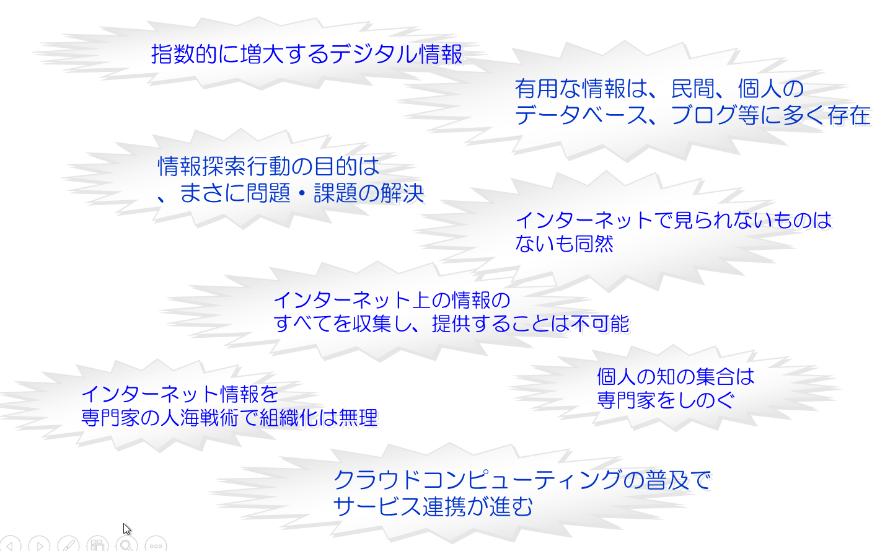 指数的に増大するデジタル情報
有用な情報は、民間、個人の
データベース、ブログ等に多く存在
情報探索行動の目的は
、まさに問題・課題の解決
インターネットで見られないものは
ないも同然
インターネット上の情報の
すべてを収集し、提供することは不可能
個人の知の集合は
専門家をしのぐ
インターネット情報を
専門家の人海戦術で組織化は無理
クラウドコンピューティングの普及で
サービス連携が進む